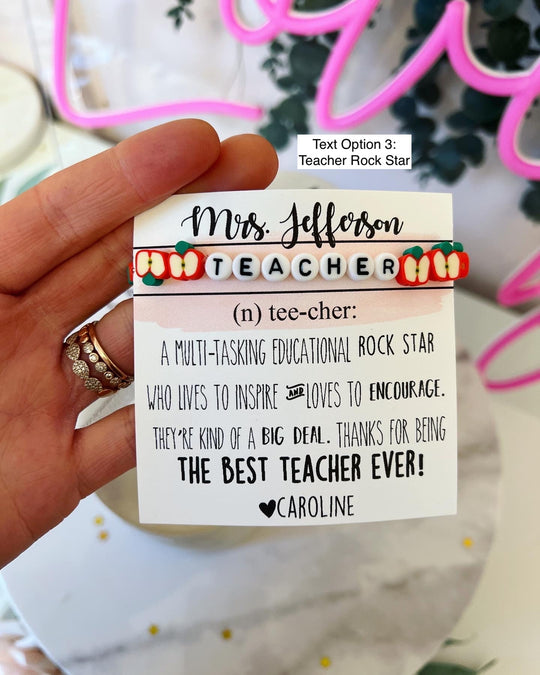 Text Option 3:
Teacher Rock Star
Mrs. Jefferson
TEACHER
(n) tee-cher:
A MULTI-TASKING EDUCATIONAL ROCK STAR
WHO LIVES TO INSPIRE AND LOVES TO ENCOURAGE.
THEY'RE KIND OF A BIG DEAL. THANKS FOR BEING
THE BEST TEACHER EVER!
♥CAROLINE